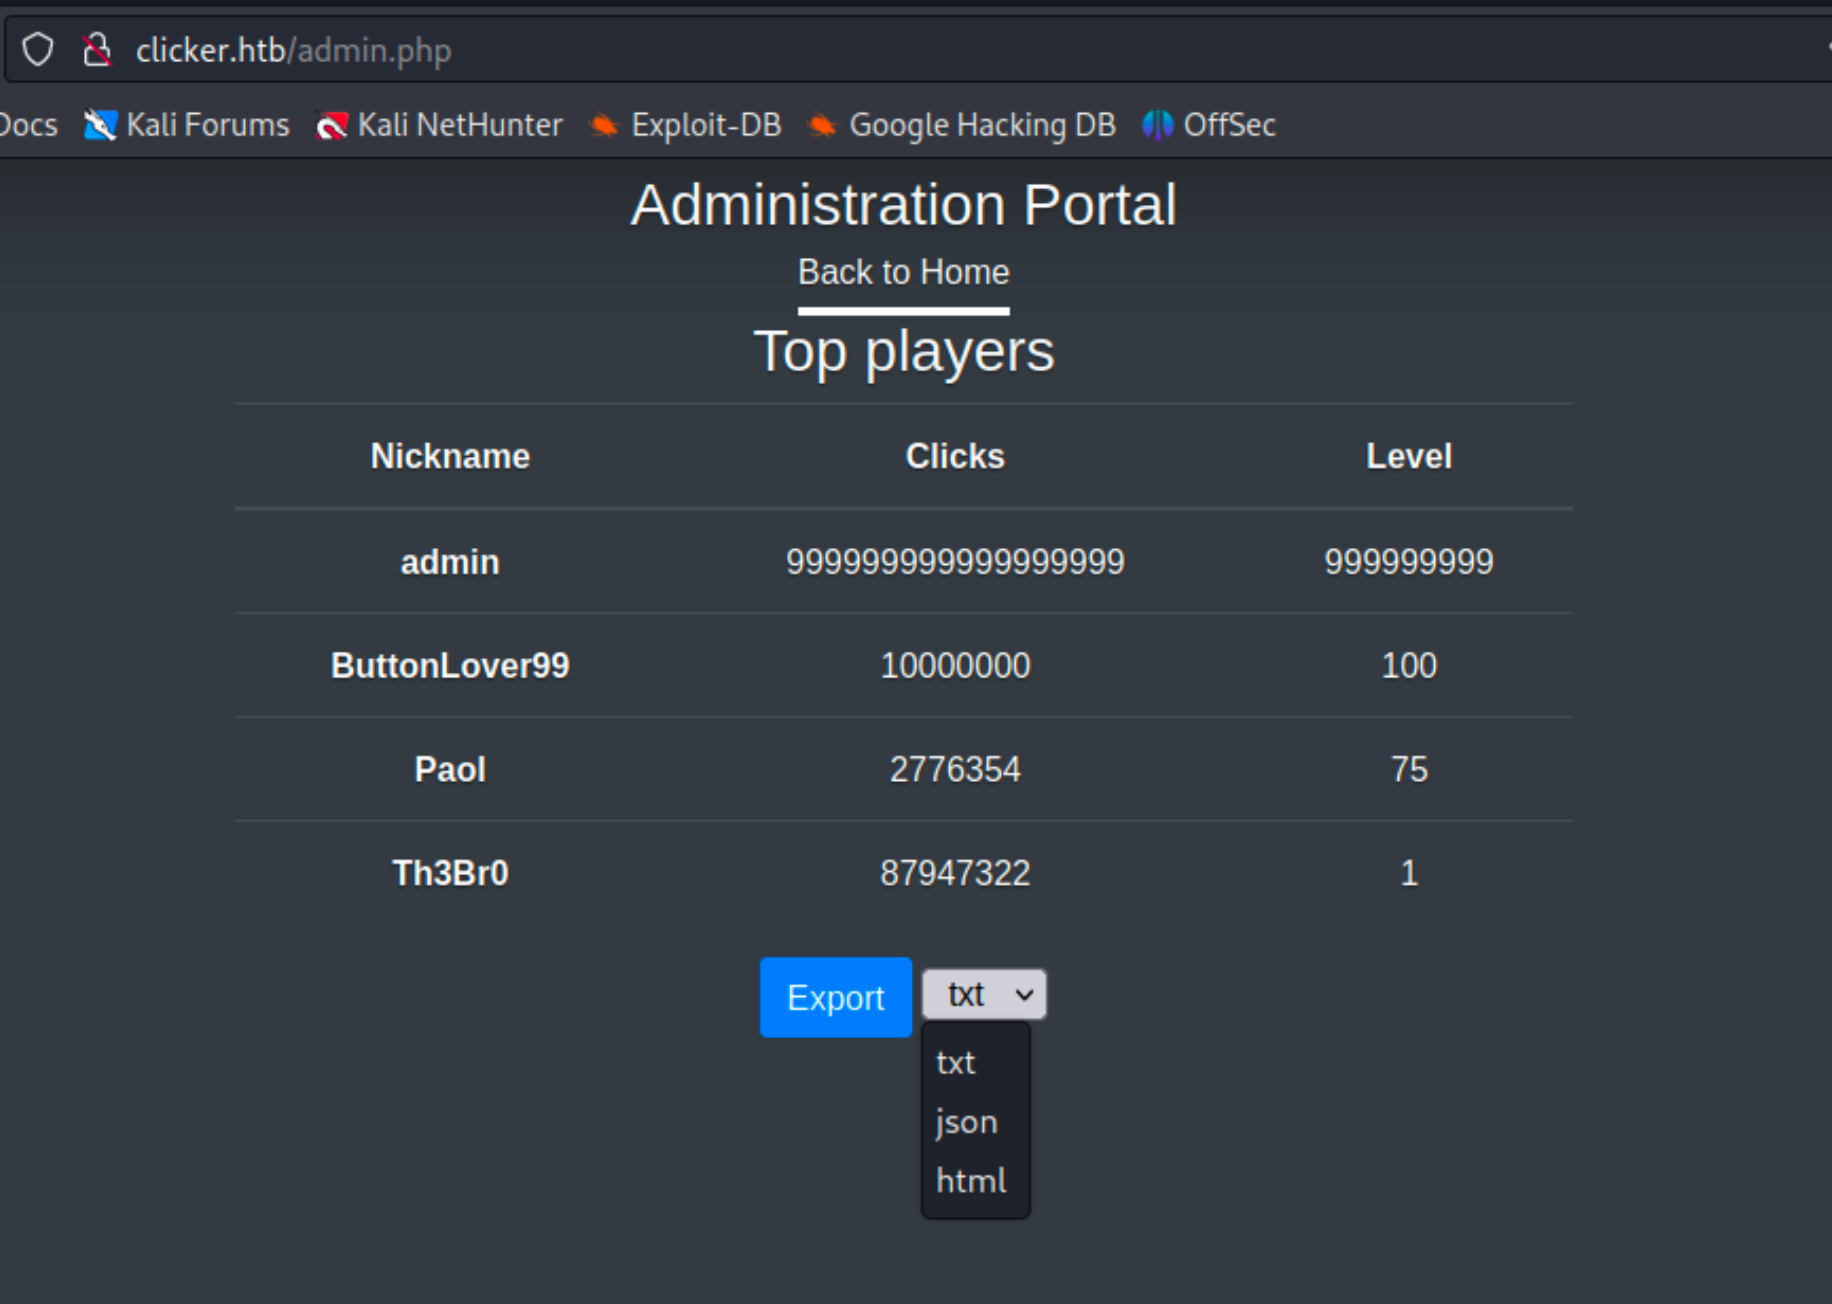 clicker.htb/admin.php
Docs Kali Forums Kali NetHunter Exploit-DB Google Hacking DB OffSec
Administration Portal
Back to Home
Top players
Nickname Clicks Level
admin 999999999999999999 999999999
ButtonLover99 10000000 100
Paol 2776354 75
Th3Br0 87947322 1
Export txt
txt
json
html